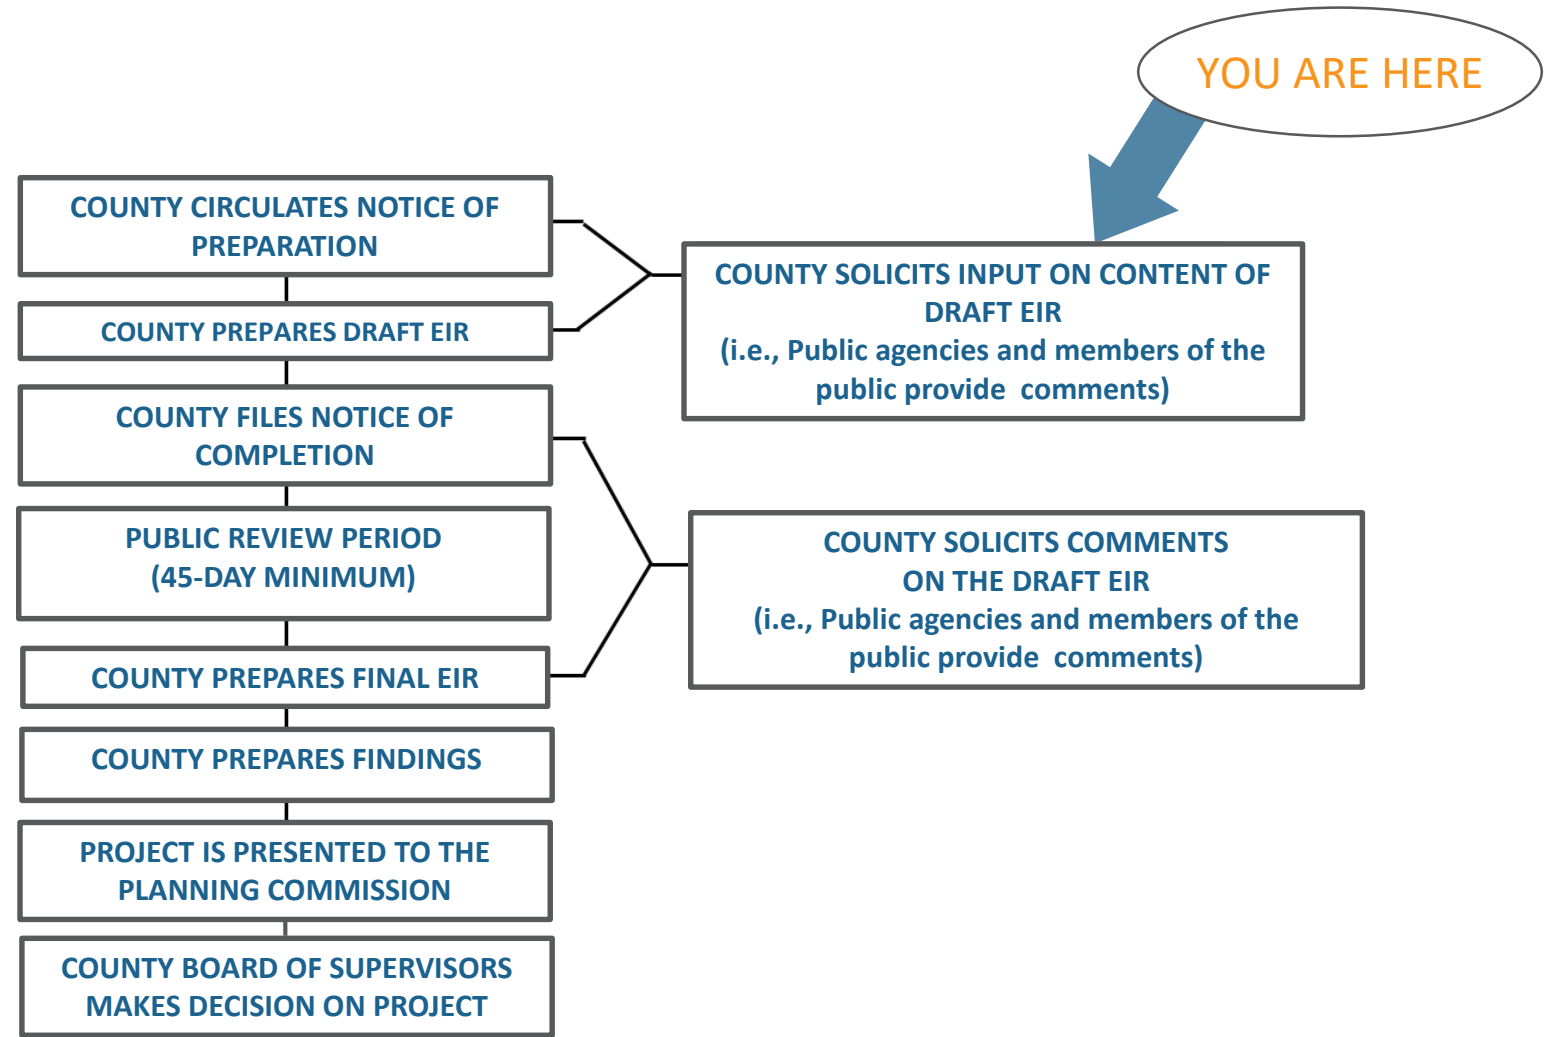 YOU ARE HERE
COUNTY CIRCULATES NOTICE OF
PREPARATION
COUNTY SOLICITS INPUT ON CONTENT OF
DRAFT EIR
(i.e., Public agencies and members of the
public provide  comments)
COUNTY PREPARES DRAFT EIR
COUNTY FILES NOTICE OF
COMPLETION
PUBLIC REVIEW PERIOD
(45-DAY MINIMUM)
COUNTY SOLICITS COMMENTS
ON THE DRAFT EIR
(i.e., Public agencies and members of the
public provide  comments)
COUNTY PREPARES FINAL EIR
COUNTY PREPARES FINDINGS
PROJECT IS PRESENTED TO THE
PLANNING COMMISSION
COUNTY BOARD OF SUPERVISORS
MAKES DECISION ON PROJECT